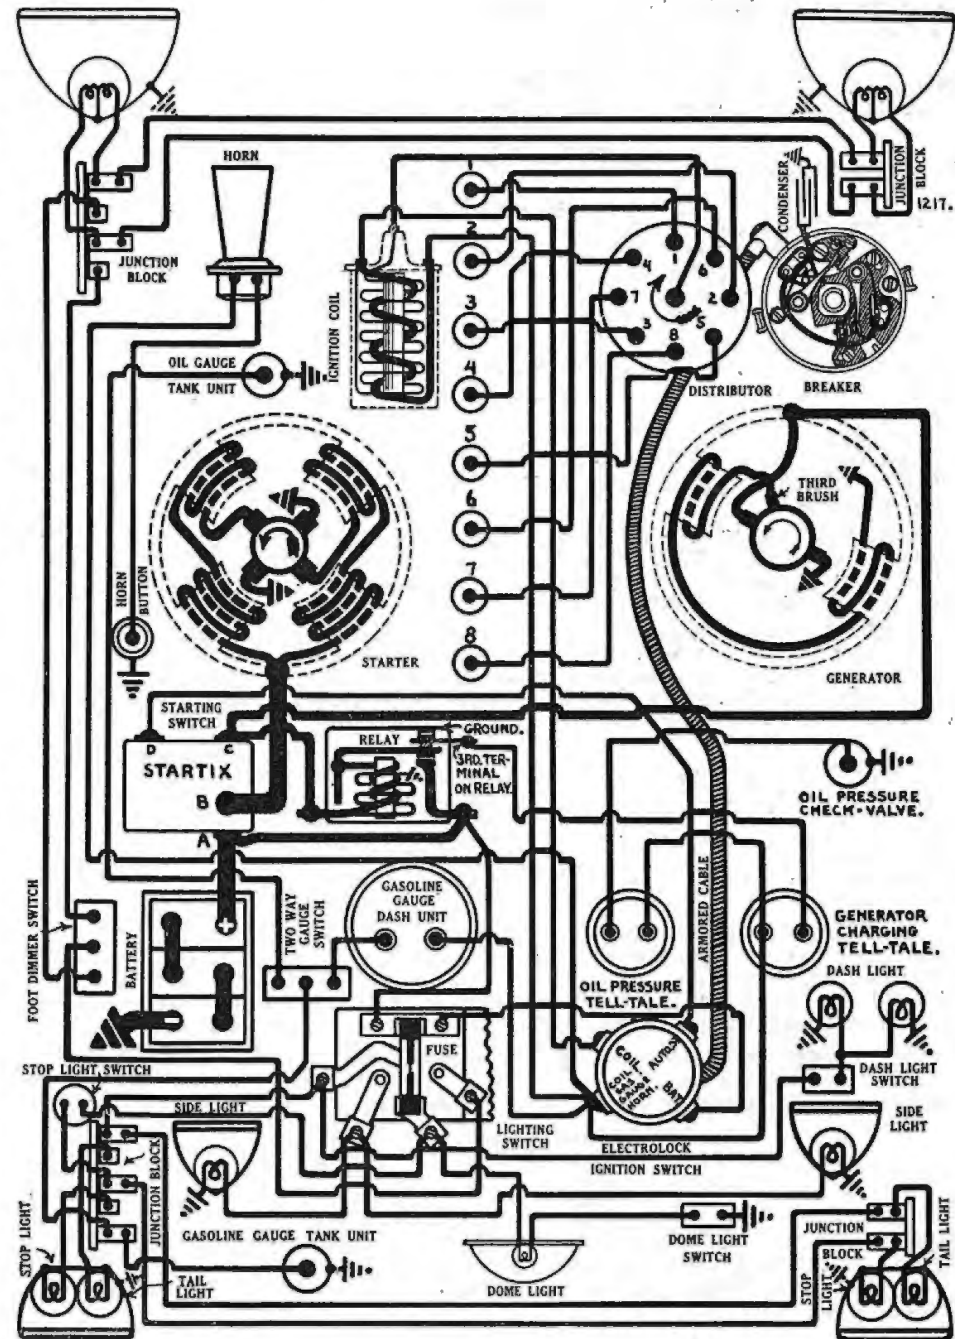 HORN
JUNCTION
BLOCK
IGNITION COIL
OIL GAUGE
TANK UNIT
1
2
3
4
5
6
7
8
1
6
2
5
8
3
7
4
DISTRIBUTOR
CONDENSER
JUNCTION
BLOCK
1217.
BREAKER
THIRD
BRUSH
GENERATOR
HORN
BUTTON
STARTER
STARTING
SWITCH
D
C
STARTIX
B
A
RELAY
GROUND.
3RD. TER-
MINAL
ON RELAY.
OIL PRESSURE
CHECK-VALVE.
FOOT DIMMER SWITCH
BATTERY
+
TWO WAY
GAUGE
SWITCH
GASOLINE
GAUGE
DASH UNIT
ARMORED CABLE
OIL PRESSURE
TELL-TALE.
GENERATOR
CHARGING
TELL-TALE.
DASH LIGHT
DASH LIGHT
SWITCH
STOP LIGHT SWITCH
SIDE LIGHT
FUSE
LIGHTING
SWITCH
COIL
COIL
GAS
GAUGE
HORN
BAT
ELECTROLOCK
IGNITION SWITCH
SIDE
LIGHT
JUNCTION BLOCK
GASOLINE GAUGE TANK UNIT
DOME LIGHT
DOME LIGHT
SWITCH
JUNCTION
BLOCK
STOP LIGHT
TAIL
LIGHT
STOP
LIGHT
TAIL LIGHT